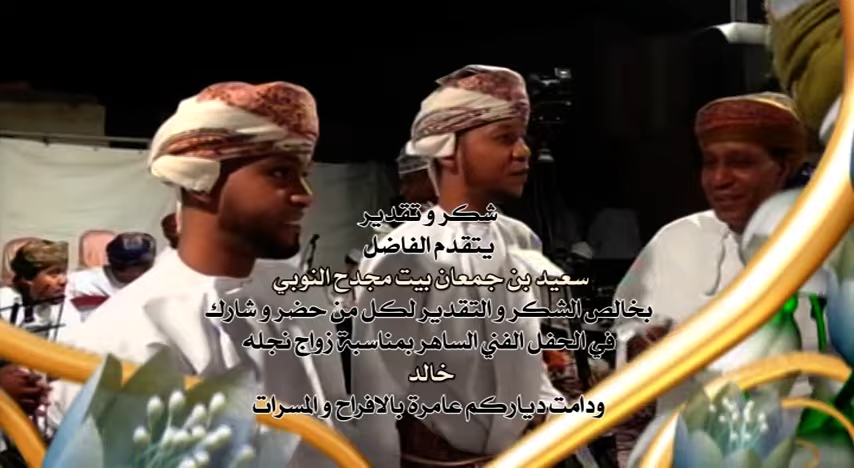 شكر و تقدير
يتقدم الفاضل
سعيد بن جمعان بيت مجدح النوبي
بخالص الشكر و التقدير لكل من حضر و شارك
في الحفل الفني الساهر بمناسبة زواج نجله
خالد
ودامت دياركم عامرة بالافراح و المسرات